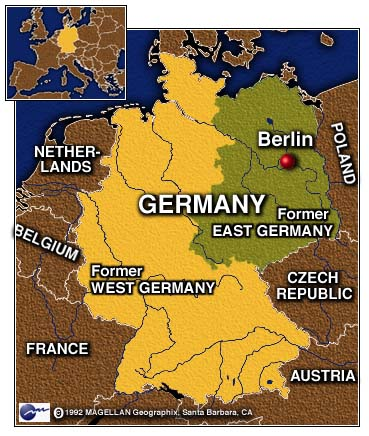 Berlin
POLAND
NETHER-
LANDS
GERMANY
Former
EAST GERMANY
BELGIUM
Former
WEST GERMANY
CZECH
REPUBLIC
FRANCE
AUSTRIA
© 1992 MAGELLAN Geographix, Santa Barbara, CA